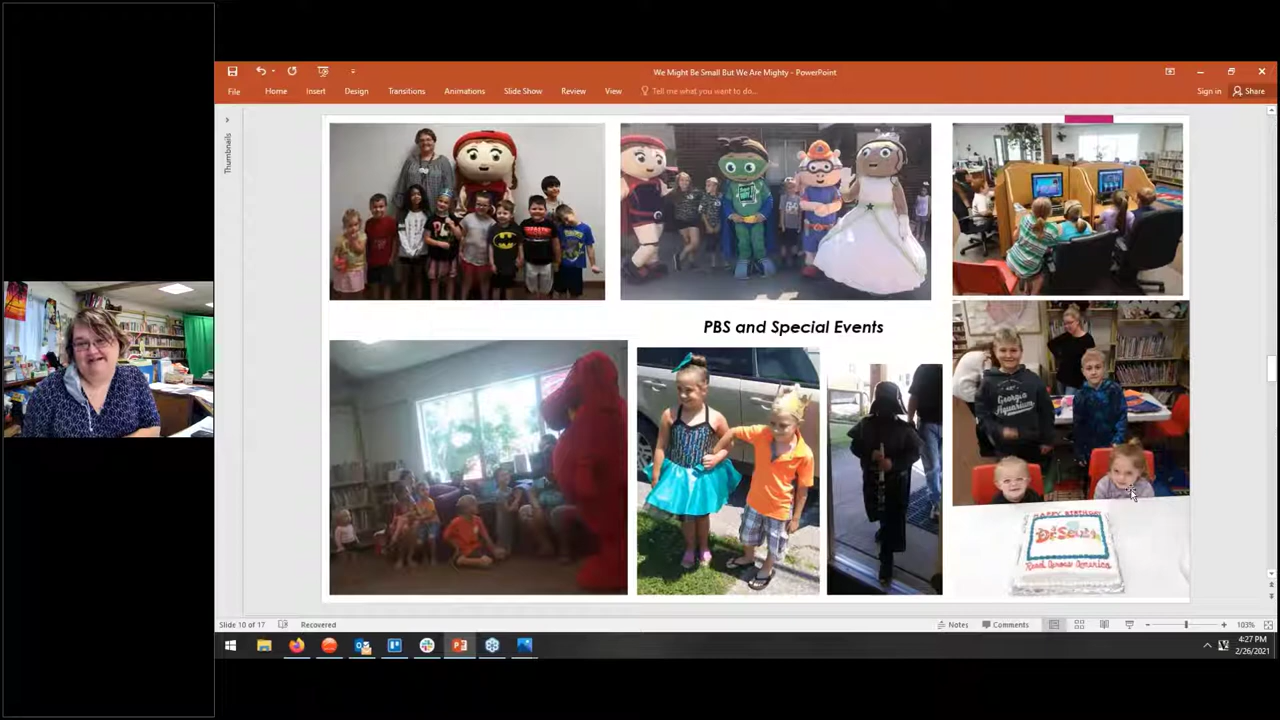 We Might Be Small But We Are Mighty - PowerPoint
File Home Insert Design Transitions Animations Slide Show Review View Tell me what you want to do... Sign in Share
Thumbnails
PBS and Special Events
Georgia
Aquarium
HAPPY BIRTHDAY
Dr. Seuss
Read Across America
Slide 10 of 17 Recovered Notes Comments 103%
4:27 PM
2/26/2021